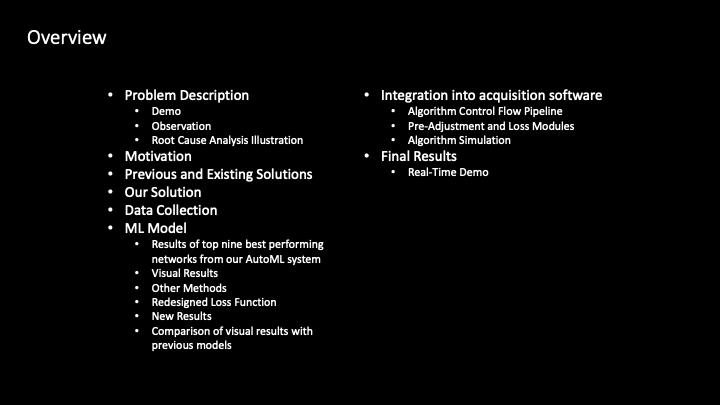 Overview
• Problem Description
• Demo
• Observation
• Root Cause Analysis Illustration
• Motivation
• Previous and Existing Solutions
• Our Solution
• Data Collection
• ML Model
• Results of top nine best performing
networks from our AutoML system
• Visual Results
• Other Methods
• Redesigned Loss Function
• New Results
• Comparison of visual results with
previous models
• Integration into acquisition software
• Algorithm Control Flow Pipeline
• Pre-Adjustment and Loss Modules
• Algorithm Simulation
• Final Results
• Real-Time Demo